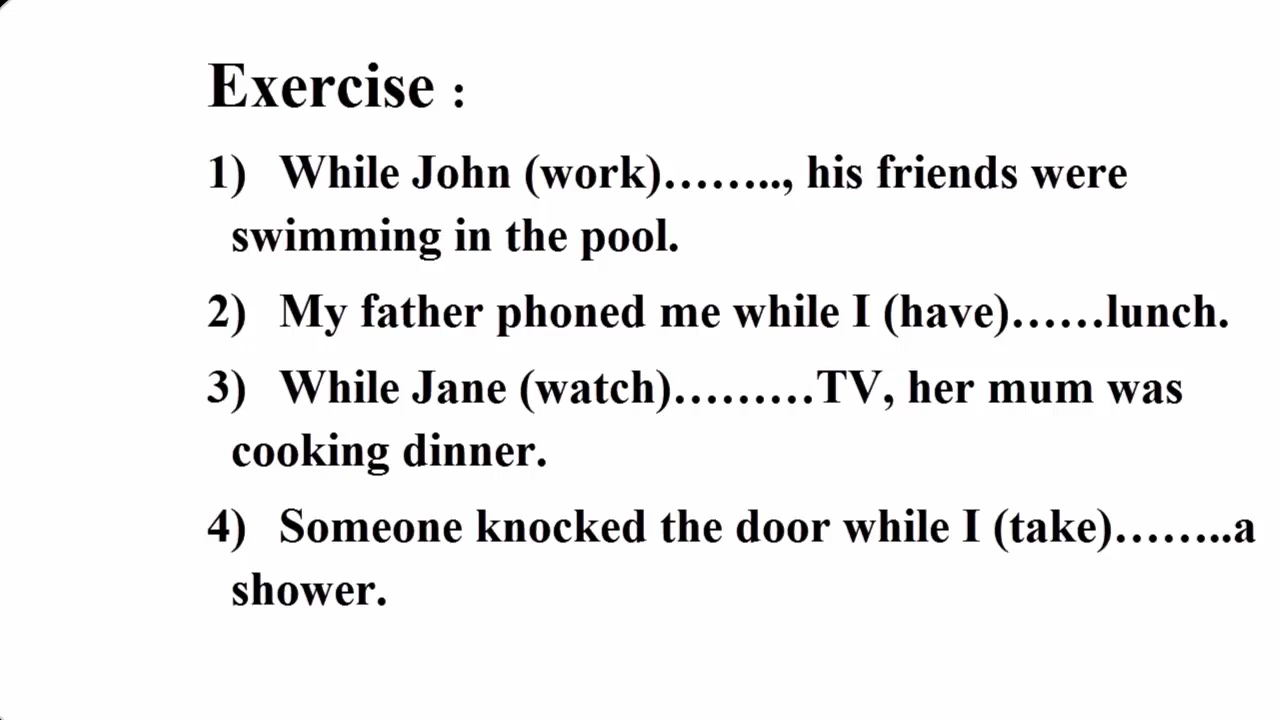 Exercise :
1) While John (work)…….., his friends were
swimming in the pool.
2) My father phoned me while I (have)……lunch.
3) While Jane (watch)………TV, her mum was
cooking dinner.
4) Someone knocked the door while I (take)……..a
shower.